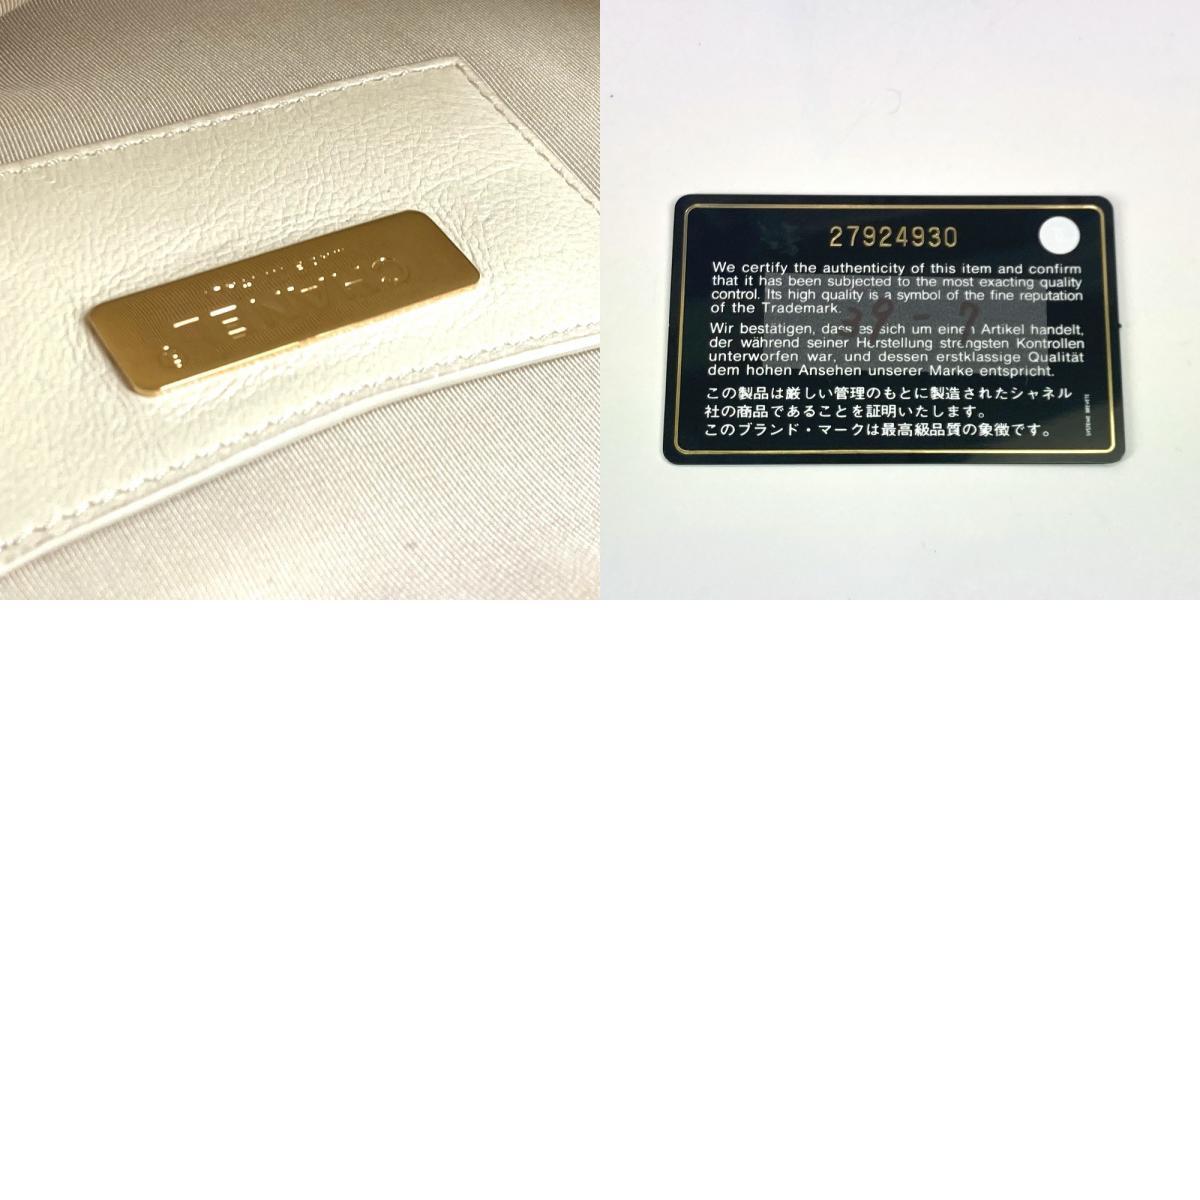 CHANEL
27924930
We certify the authenticity of this item and confirm
that it has been subjected to the most exacting quality
control. Its high quality is a symbol of the fine reputation
of the Trademark.
Wir bestätigen, dass es sich um einen Artikel handelt,
der während seiner Herstellung strengsten Kontrollen
unterworfen war, und dessen erstklassige Qualität
dem hohen Ansehen unserer Marke entspricht.
この製品は厳しい管理のもとに製造されたシャネル
社の商品であることを証明いたします。
このブランド・マークは最高級品質の象徴です。